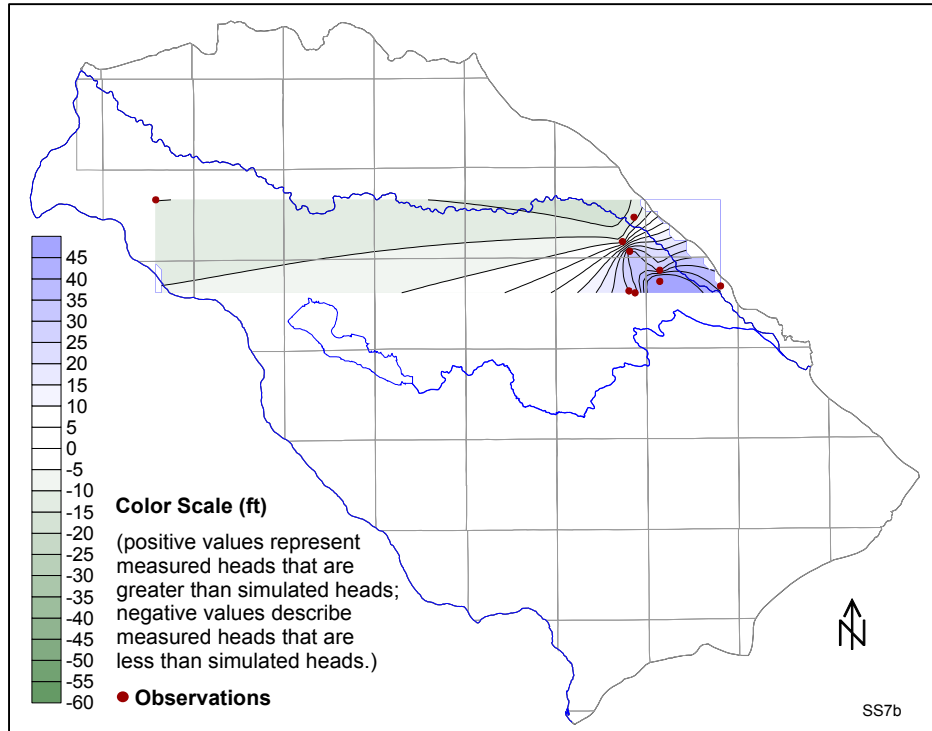 45
40
35
30
25
20
15
10
5
0
-5
-10
-15
-20
-25
-30
-35
-40
-45
-50
-55
-60
Color Scale (ft)
(positive values represent
measured heads that are
greater than simulated heads;
negative values describe
measured heads that are
less than simulated heads.)
Observations
N
SS7b